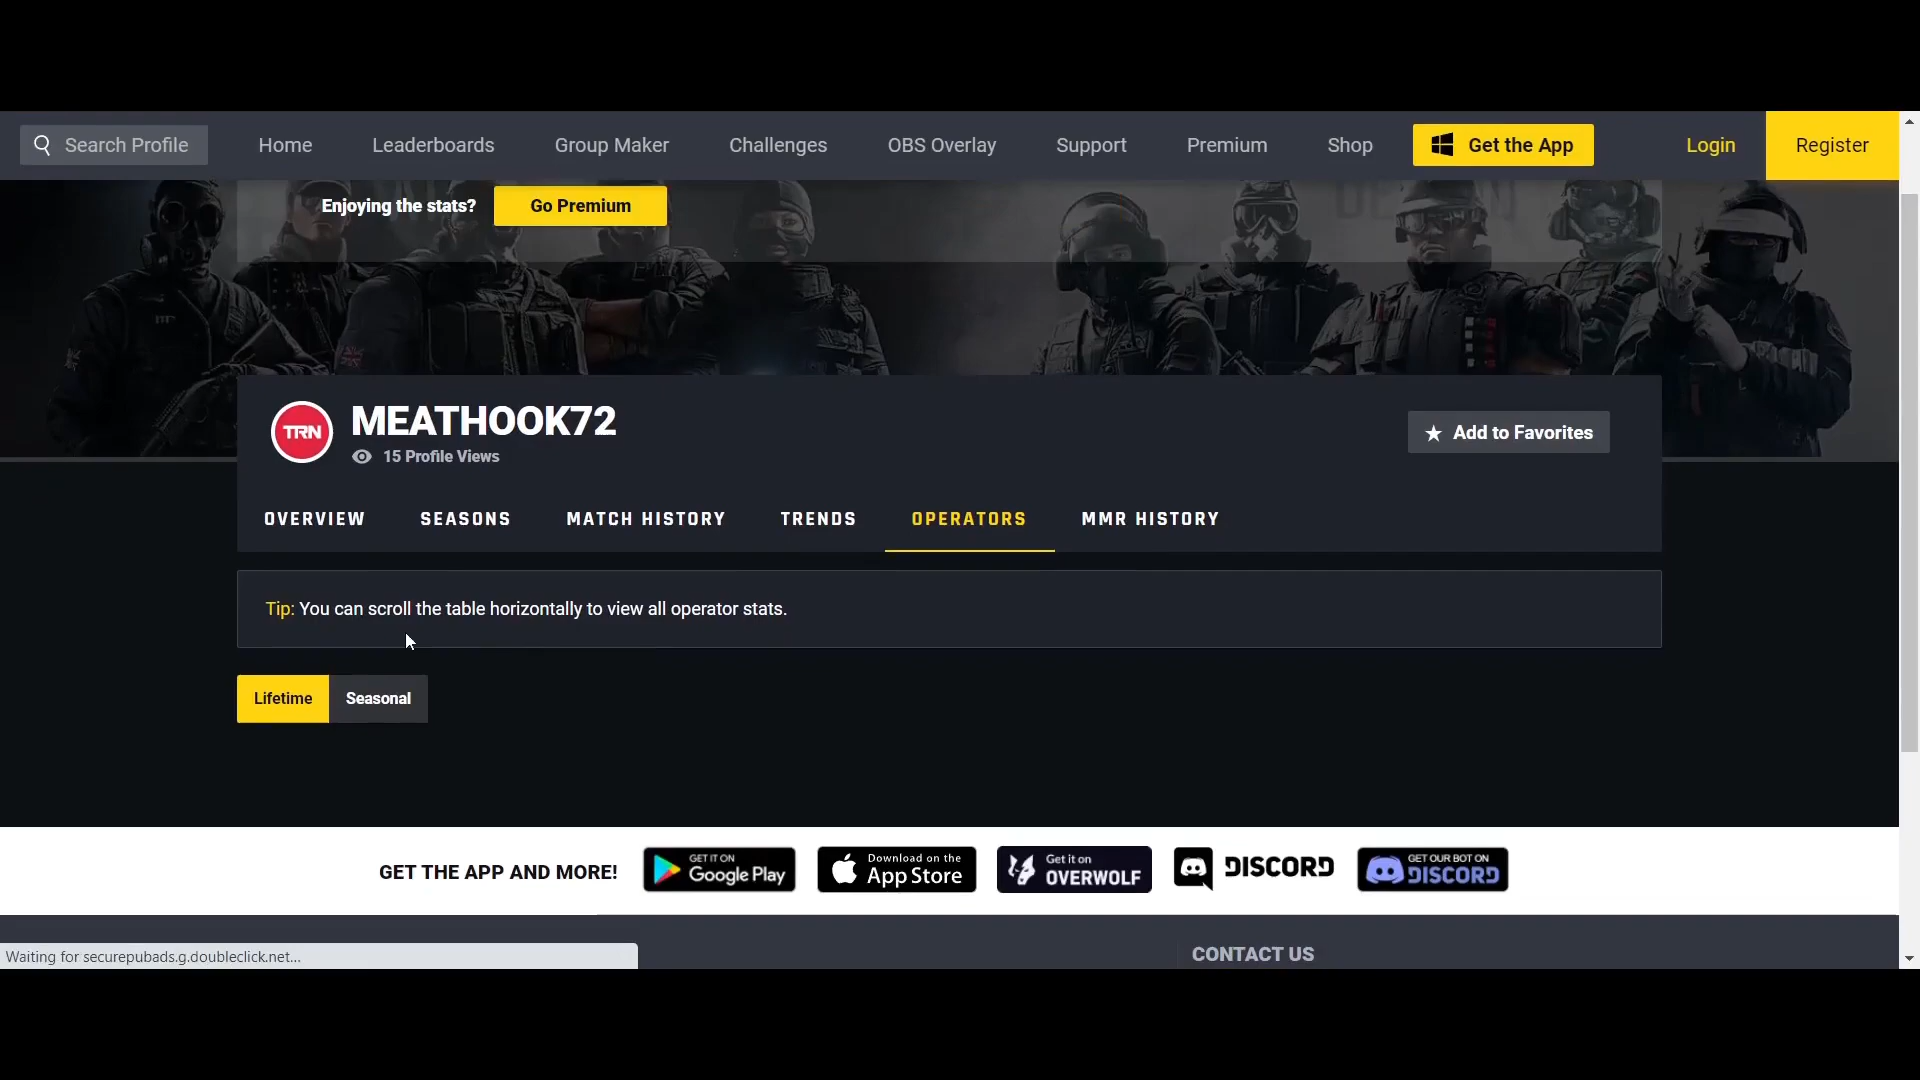 Search Profile
Home
Leaderboards
Group Maker
Challenges
OBS Overlay
Support
Premium
Shop
Get the App
Login
Register
Enjoying the stats?
Go Premium
TRN
MEATHOOK72
15 Profile Views
Add to Favorites
OVERVIEW
SEASONS
MATCH HISTORY
TRENDS
OPERATORS
MMR HISTORY
Tip: You can scroll the table horizontally to view all operator stats.
Lifetime
Seasonal
GET THE APP AND MORE!
GET IT ON
Google Play
Download on the
App Store
Get it on
OVERWOLF
DISCORD
GET OUR BOT ON
DISCORD
CONTACT US
Waiting for securepubads.g.doubleclick.net...